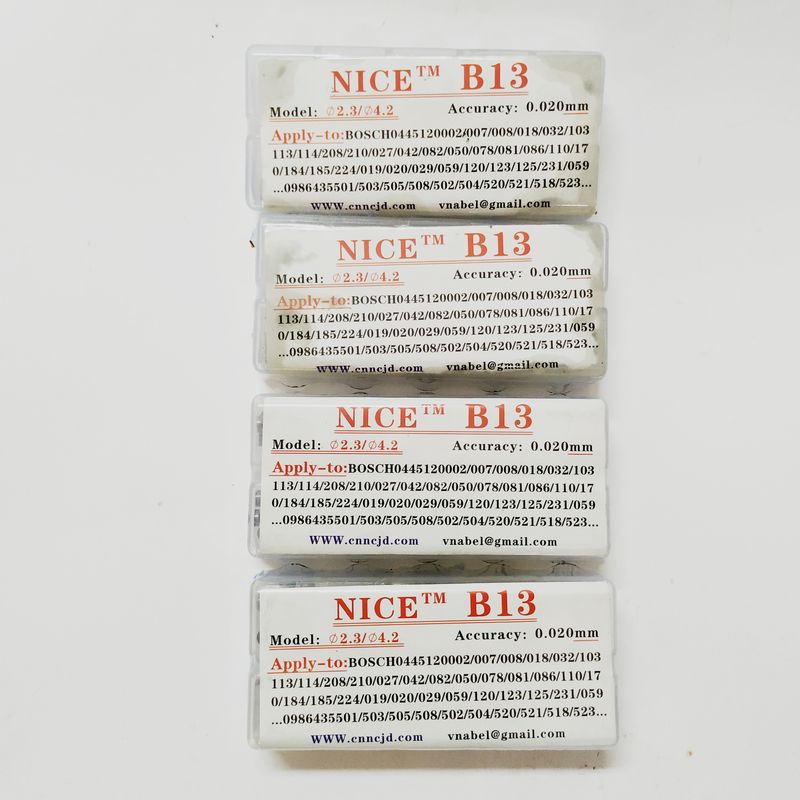 NICE™ B13
Model: ∅2.3/∅4.2 Accuracy: 0.020mm
Apply-to:BOSCH0445120002/007/008/018/032/103
113/114/208/210/027/042/082/050/078/081/086/110/17
0/184/185/224/019/020/029/059/120/123/125/231/059
...0986435501/503/505/508/502/504/520/521/518/523...
WWW.cnncjd.com vnabel@gmail.com
NICE™ B13
Model: ∅2.3/∅4.2 Accuracy: 0.020mm
Apply-to:BOSCH0445120002/007/008/018/032/103
113/114/208/210/027/042/082/050/078/081/086/110/17
0/184/185/224/019/020/029/059/120/123/125/231/059
...0986435501/503/505/508/502/504/520/521/518/523...
WWW.cnncjd.com vnabel@gmail.com
NICE™ B13
Model: ∅2.3/∅4.2 Accuracy: 0.020mm
Apply-to:BOSCH0445120002/007/008/018/032/103
113/114/208/210/027/042/082/050/078/081/086/110/17
0/184/185/224/019/020/029/059/120/123/125/231/059
...0986435501/503/505/508/502/504/520/521/518/523...
WWW.cnncjd.com vnabel@gmail.com
NICE™ B13
Model: ∅2.3/∅4.2 Accuracy: 0.020mm
Apply-to:BOSCH0445120002/007/008/018/032/103
113/114/208/210/027/042/082/050/078/081/086/110/17
0/184/185/224/019/020/029/059/120/123/125/231/059
...0986435501/503/505/508/502/504/520/521/518/523...
WWW.cnncjd.com vnabel@gmail.com